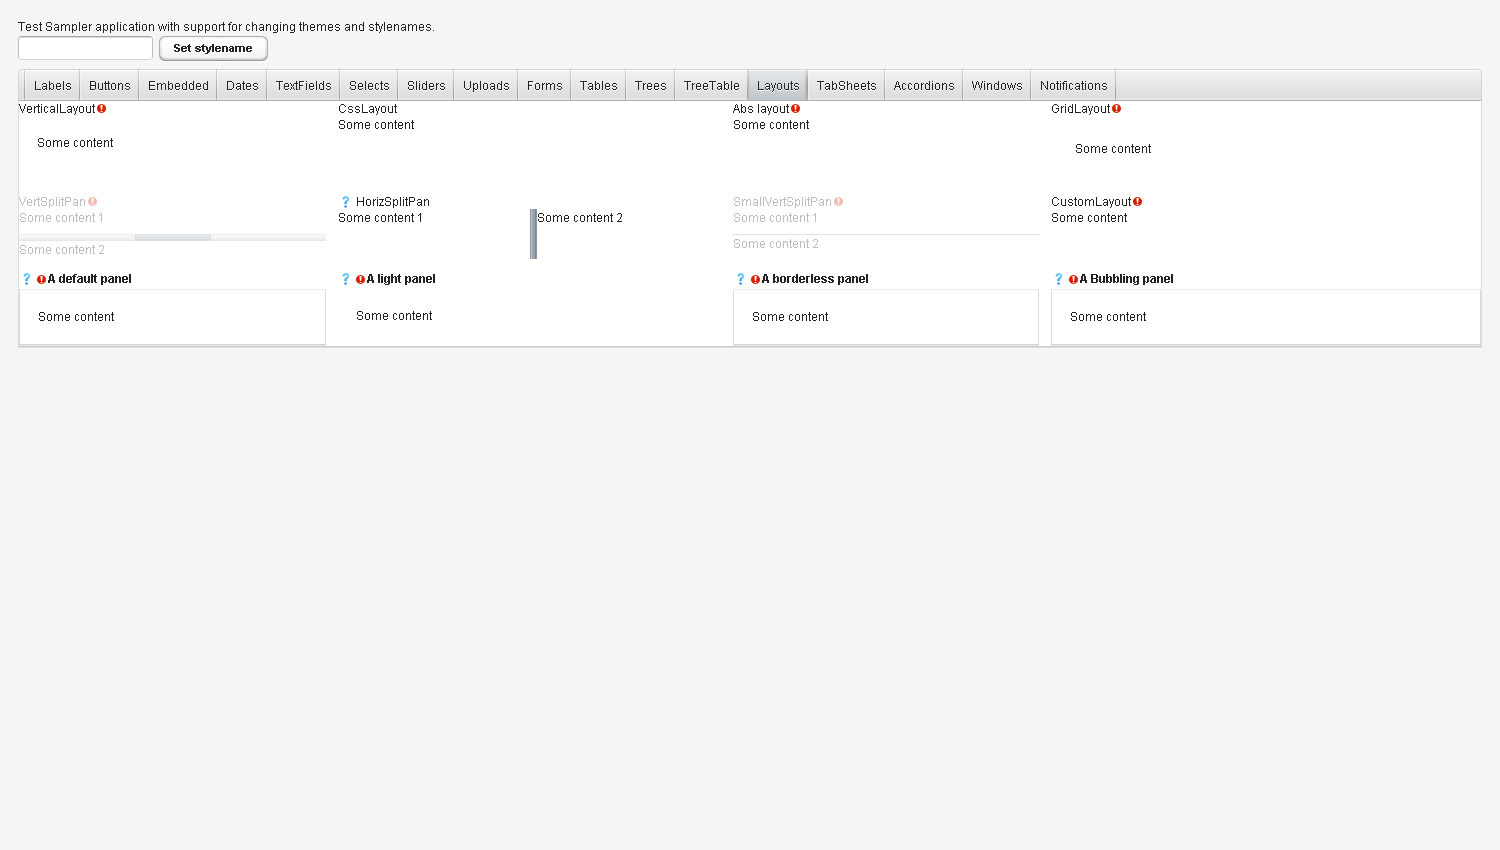 Test Sampler application with support for changing themes and stylenames.
Set stylename
Labels Buttons Embedded Dates TextFields Selects Sliders Uploads Forms Tables Trees TreeTable Layouts TabSheets Accordions Windows Notifications
VerticalLayout CssLayout Abs layout GridLayout
Some content Some content
Some content Some content
VertSplitPan ? HorizSplitPan SmallVertSplitPan CustomLayout
Some content 1 Some content 1 Some content 2 Some content 1 Some content
Some content 2 Some content 2
? A default panel ? A light panel ? A borderless panel ? A Bubbling panel
Some content Some content Some content Some content